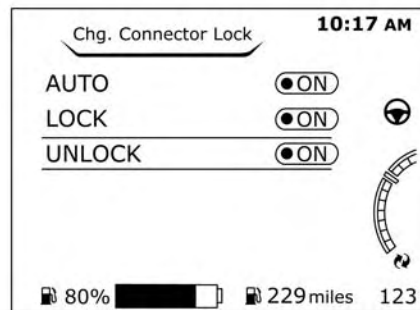 Chg. Connector Lock
10:17 AM
AUTO ON
LOCK ON
UNLOCK ON
80% 229 miles 123